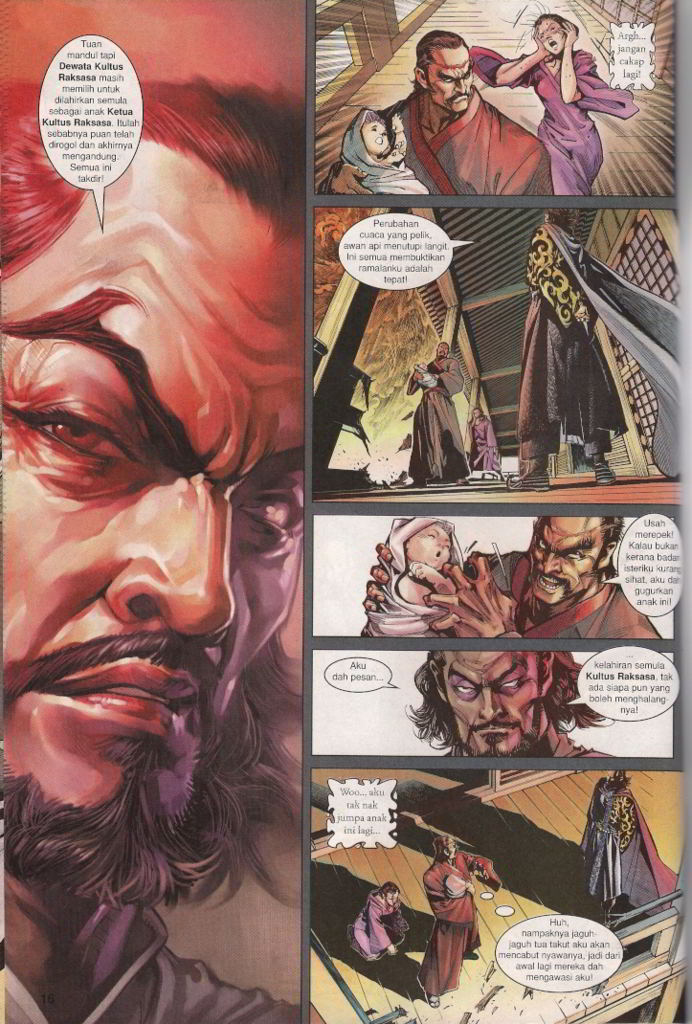 Tuan
mandul tapi
Dewata Kultus
Raksasa masih
memilih untuk
dilahirkan semula
sebagai anak Ketua
Kultus Raksasa. Itulah
sebabnya puan telah
dirogol dan akhirnya
mengandung.
Semua ini
takdir!
Argh...
jangan
cakap
lagi!
Perubahan
cuaca yang pelik,
awan api menutupi langit.
Ini semua membuktikan
ramalanku adalah
tepat!
Usah
merepek!
Kalau bukan
kerana badan
isteriku kurang
sihat, aku dah
gugurkan
anak ini!
Aku
dah pesan...
... kelahiran semula
Kultus Raksasa, tak
ada siapa pun yang
boleh menghalang-
nya!
Woo... aku
tak nak
jumpa anak
ini lagi...
Huh,
nampaknya jaguh-
jaguh tua takut aku akan
mencabut nyawanya, jadi dari
awal lagi mereka dah
mengawasi aku!
16